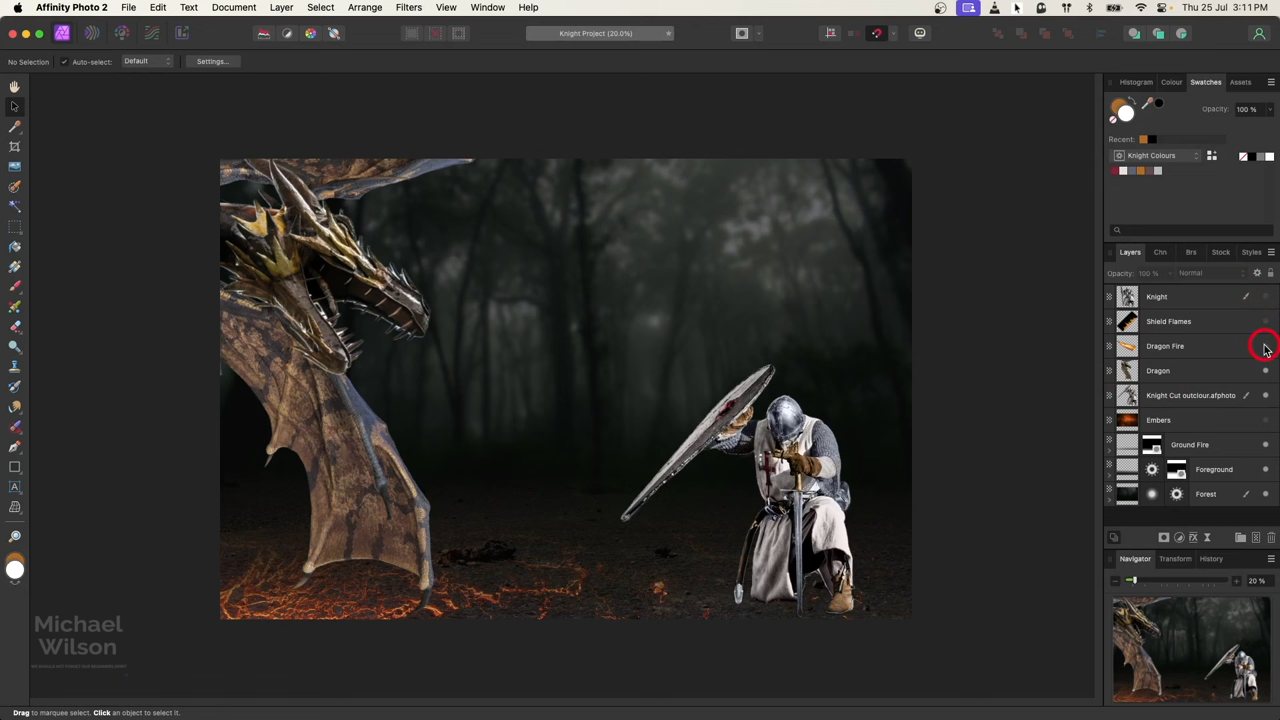 Affinity Photo 2 File Edit Text Document Layer Select Arrange Filters View Window Help Thu 25 Jul 3:11PM
Knight Project (20.0%)
No Selection Auto-select: Default Settings...
Histogram Colour Swatches Assets
Opacity: 100 %
Recent:
Knight Colours
Layers Chn Brs Stock Styles
Opacity: 100 % Normal
Knight
Shield Flames
Dragon Fire
Dragon
Knight Cut outclour.afphoto
Embers
Ground Fire
Foreground
Forest
Navigator Transform History
20 %
Michael
Wilson
Drag to marquee select. Click an object to select it.